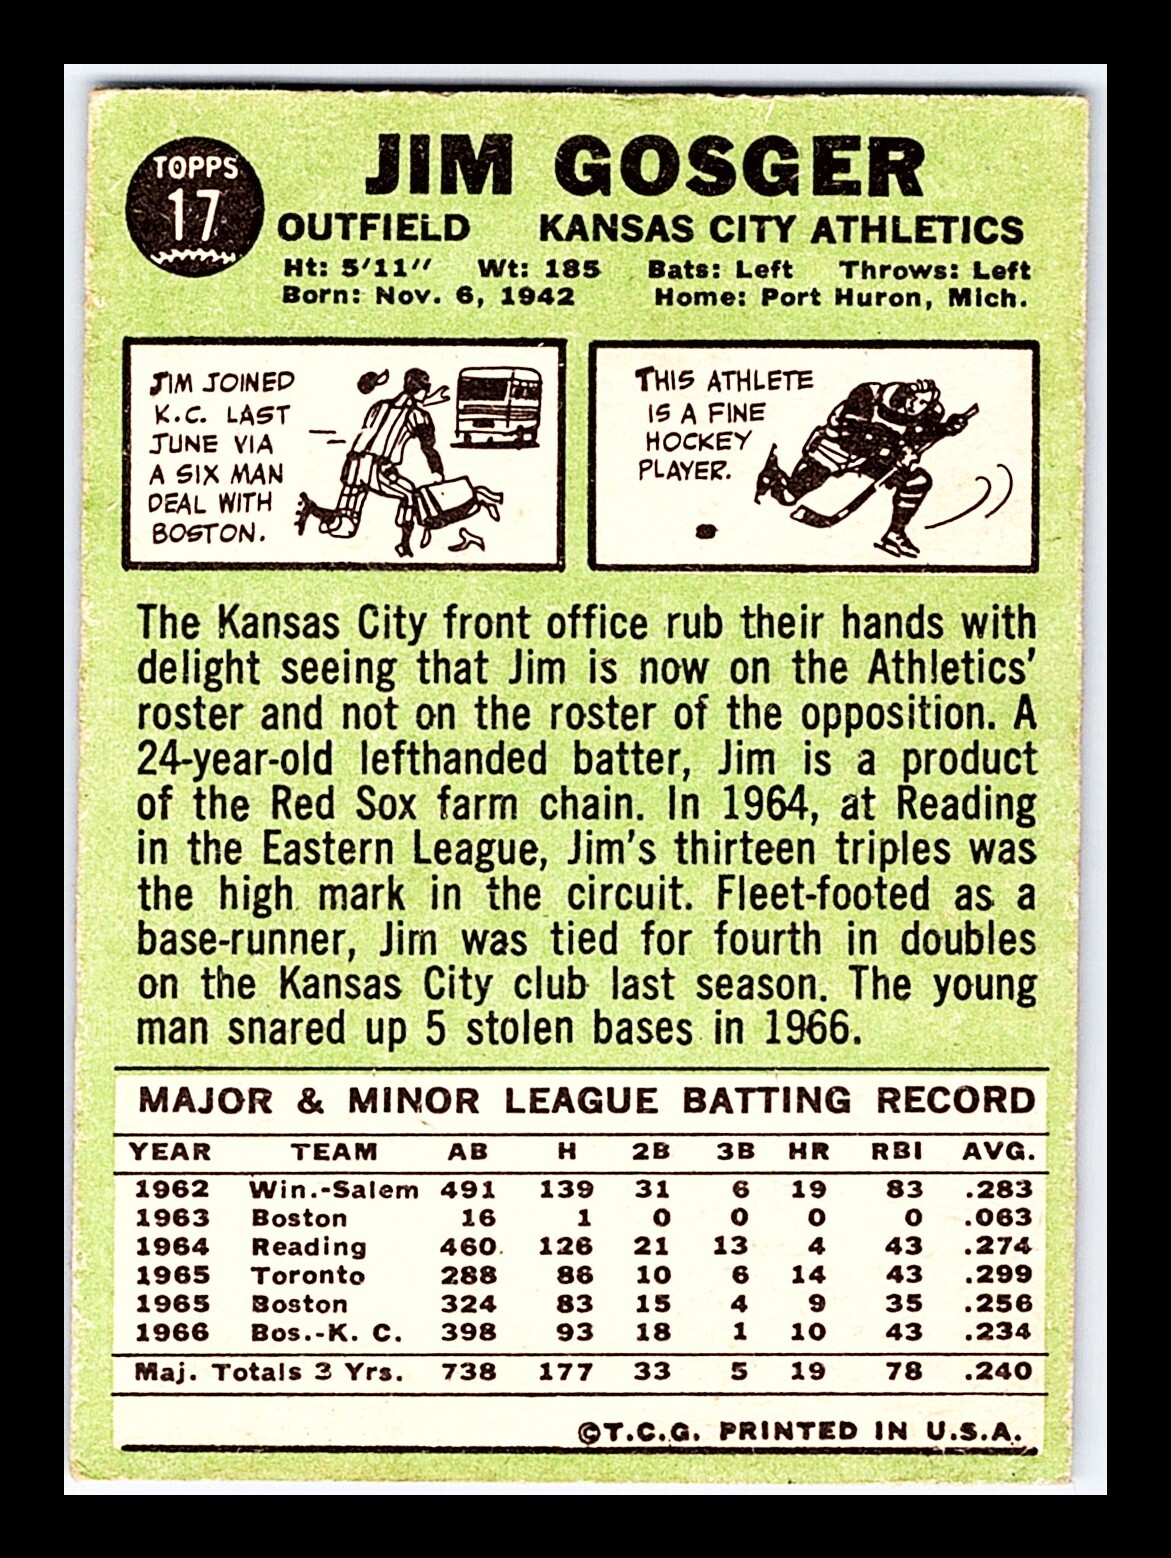 TOPPS
17
JIM GOSGER
OUTFIELD KANSAS CITY ATHLETICS
Ht: 5'11" Wt: 185 Bats: Left Throws: Left
Born: Nov. 6, 1942 Home: Port Huron, Mich.
JIM JOINED
K.C. LAST
JUNE VIA
A SIX MAN
DEAL WITH
BOSTON.
THIS ATHLETE
IS A FINE
HOCKEY
PLAYER.
The Kansas City front office rub their hands with
delight seeing that Jim is now on the Athletics'
roster and not on the roster of the opposition. A
24-year-old lefthanded batter, Jim is a product
of the Red Sox farm chain. In 1964, at Reading
in the Eastern League, Jim's thirteen triples was
the high mark in the circuit. Fleet-footed as a
base-runner, Jim was tied for fourth in doubles
on the Kansas City club last season. The young
man snared up 5 stolen bases in 1966.
MAJOR & MINOR LEAGUE BATTING RECORD
YEAR TEAM AB H 2B 3B HR RBI AVG.
1962 Win.-Salem 491 139 31 6 19 83 .283
1963 Boston 16 1 0 0 0 0 .063
1964 Reading 460 126 21 13 4 43 .274
1965 Toronto 288 86 10 6 14 43 .299
1965 Boston 324 83 15 4 9 35 .256
1966 Bos.-K. C. 398 93 18 1 10 43 .234
Maj. Totals 3 Yrs. 738 177 33 5 19 78 .240
©T.C.G. PRINTED IN U.S.A.